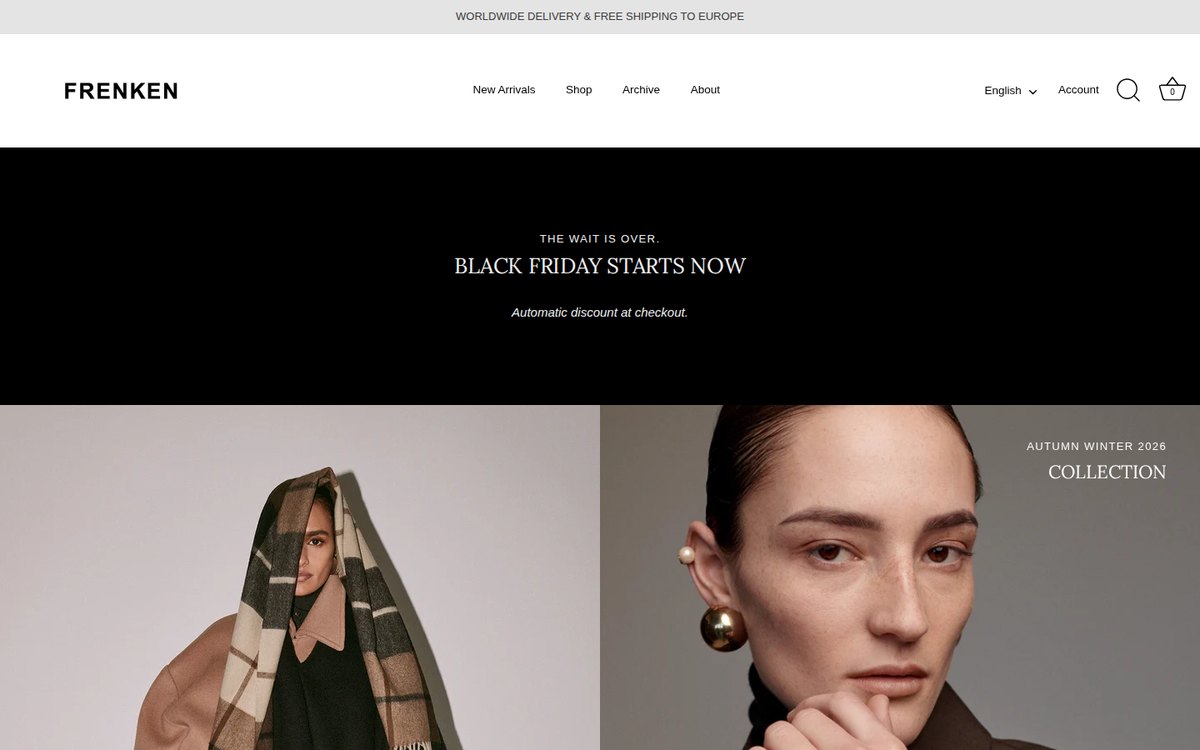 WORLDWIDE DELIVERY & FREE SHIPPING TO EUROPE
FRENKEN
New Arrivals
Shop
Archive
About
English
Account
0
THE WAIT IS OVER.
BLACK FRIDAY STARTS NOW
Automatic discount at checkout.
AUTUMN WINTER 2026
COLLECTION